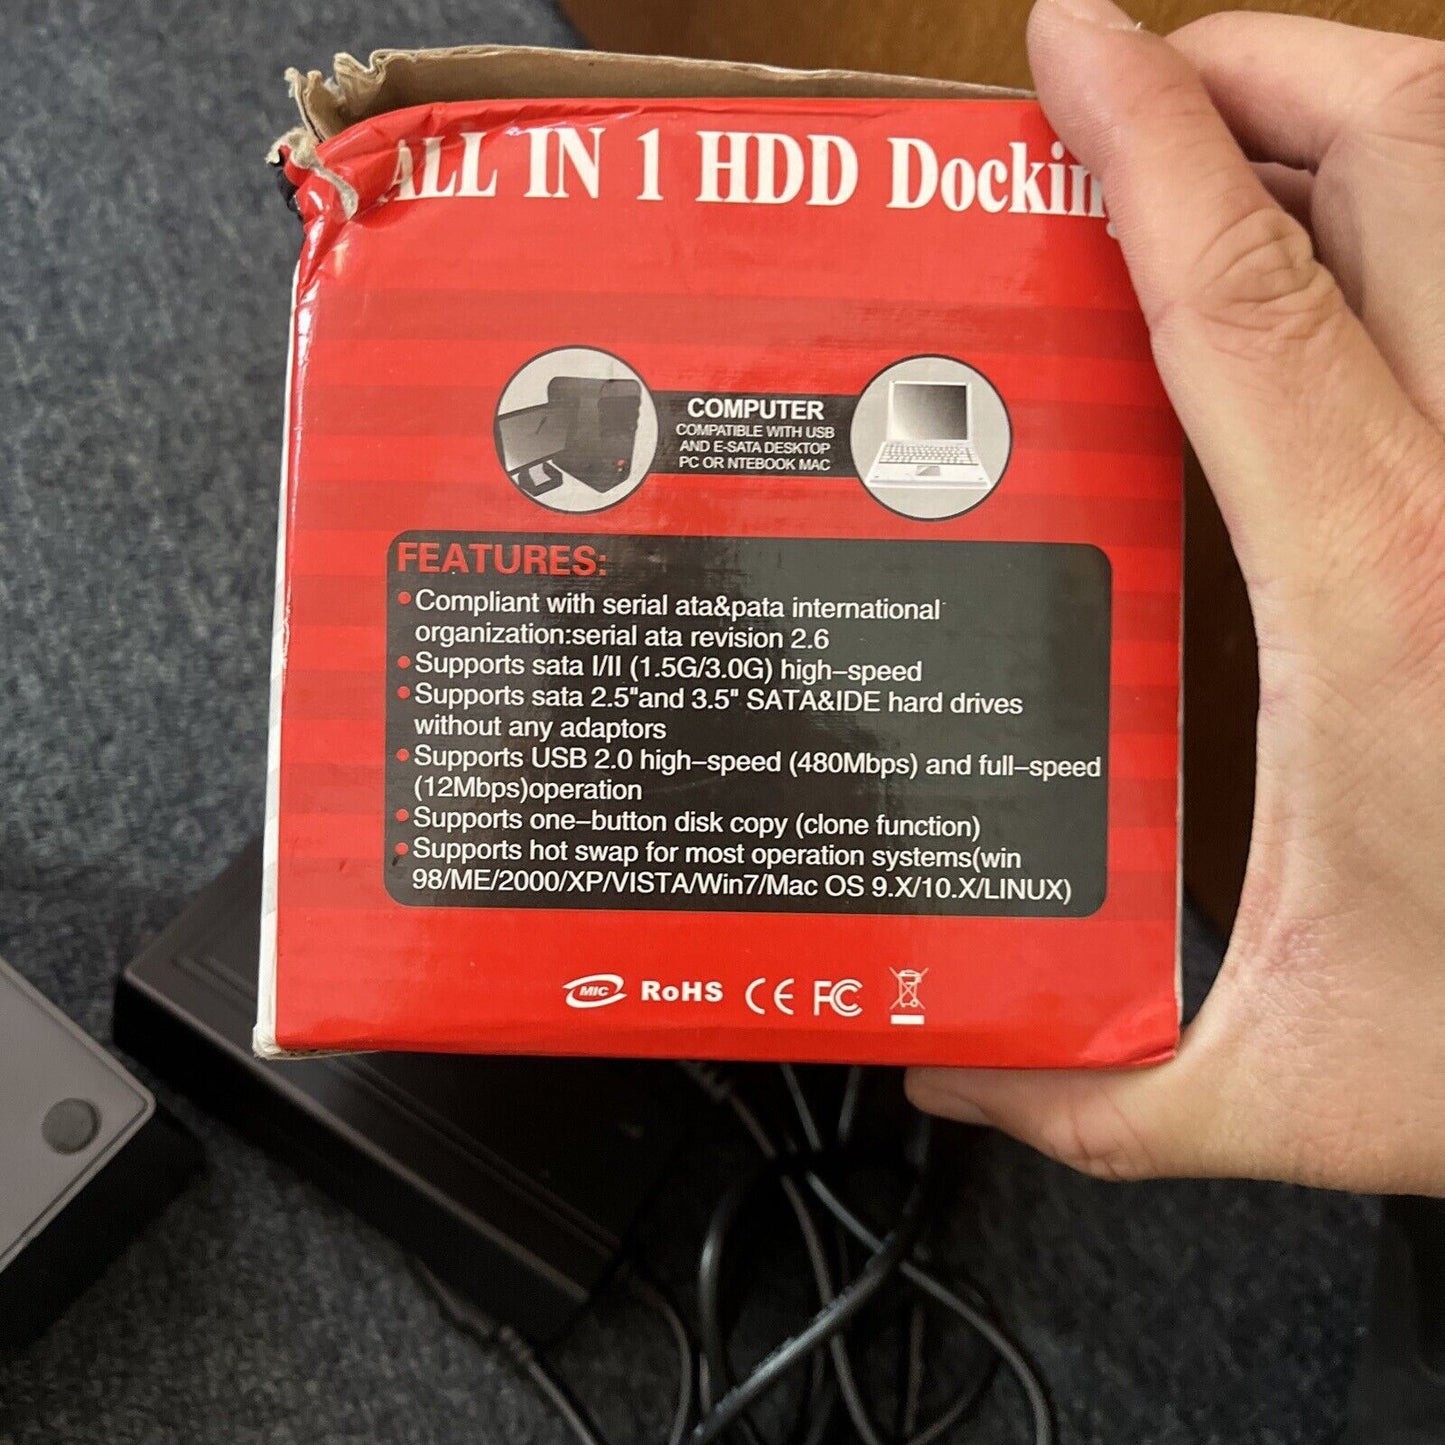 ALL IN 1 HDD Docking
COMPUTER
COMPATIBLE WITH USB
AND E-SATA DESKTOP
PC OR NTEBOOK MAC
FEATURES:
• Compliant with serial ata&pata international
organization:serial ata revision 2.6
• Supports sata I/II (1.5G/3.0G) high-speed
• Supports sata 2.5"and 3.5" SATA&IDE hard drives
without any adaptors
• Supports USB 2.0 high-speed (480Mbps) and full-speed
(12Mbps)operation
• Supports one-button disk copy (clone function)
• Supports hot swap for most operation systems(win
98/ME/2000/XP/VISTA/Win7/Mac OS 9.X/10.X/LINUX)
MIC RoHS CE FC